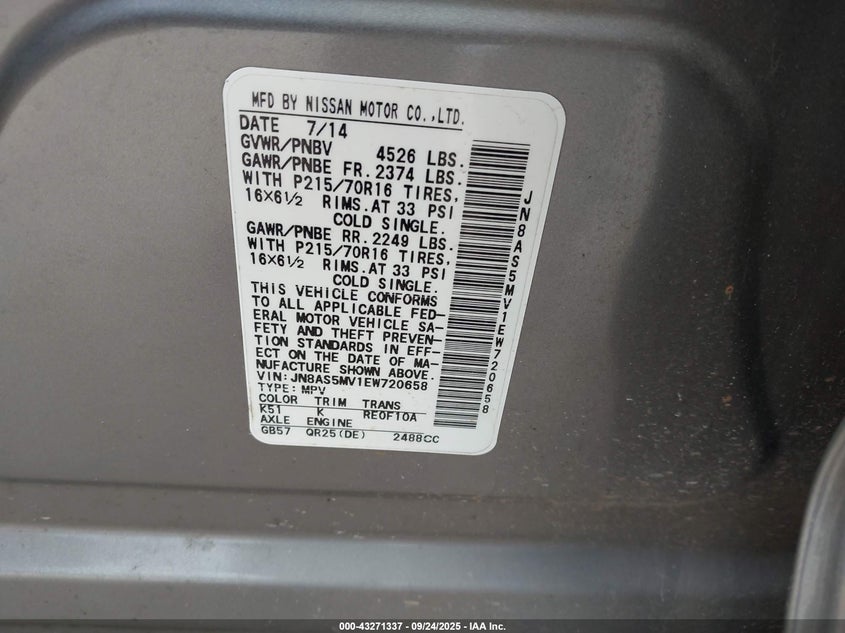 MFD BY NISSAN MOTOR CO.,LTD.
DATE 7/14
GVWR/PNBV 4526 LBS.
GAWR/PNBE FR.2374 LBS.
WITH P215/70R16 TIRES,
16X6½ RIMS.AT 33 PSI
COLD SINGLE.
GAWR/PNBE RR.2249 LBS.
WITH P215/70R16 TIRES,
16X6½ RIMS.AT 33 PSI
COLD SINGLE.
THIS VEHICLE CONFORMS
TO ALL APPLICABLE FED-
ERAL MOTOR VEHICLE SA-
FETY AND THEFT PREVEN-
TION STANDARDS IN EFF-
ECT ON THE DATE OF MA-
NUFACTURE SHOWN ABOVE.
VIN: JN8AS5MV1EW720658
TYPE: MPV
COLOR TRIM TRANS
K51 K RE0F10A
AXLE ENGINE
GB57 QR25(DE) 2488CC
JN8AS5MV1EW720658
000-43271337 - 09/24/2025 - IAA Inc.